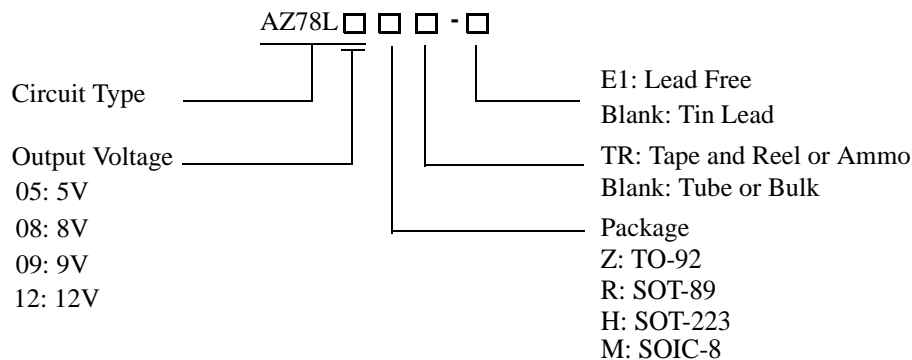 AZ78L□ □ □ - □
Circuit Type
Output Voltage
05: 5V
08: 8V
09: 9V
12: 12V
E1: Lead Free
Blank: Tin Lead
TR: Tape and Reel or Ammo
Blank: Tube or Bulk
Package
Z: TO-92
R: SOT-89
H: SOT-223
M: SOIC-8